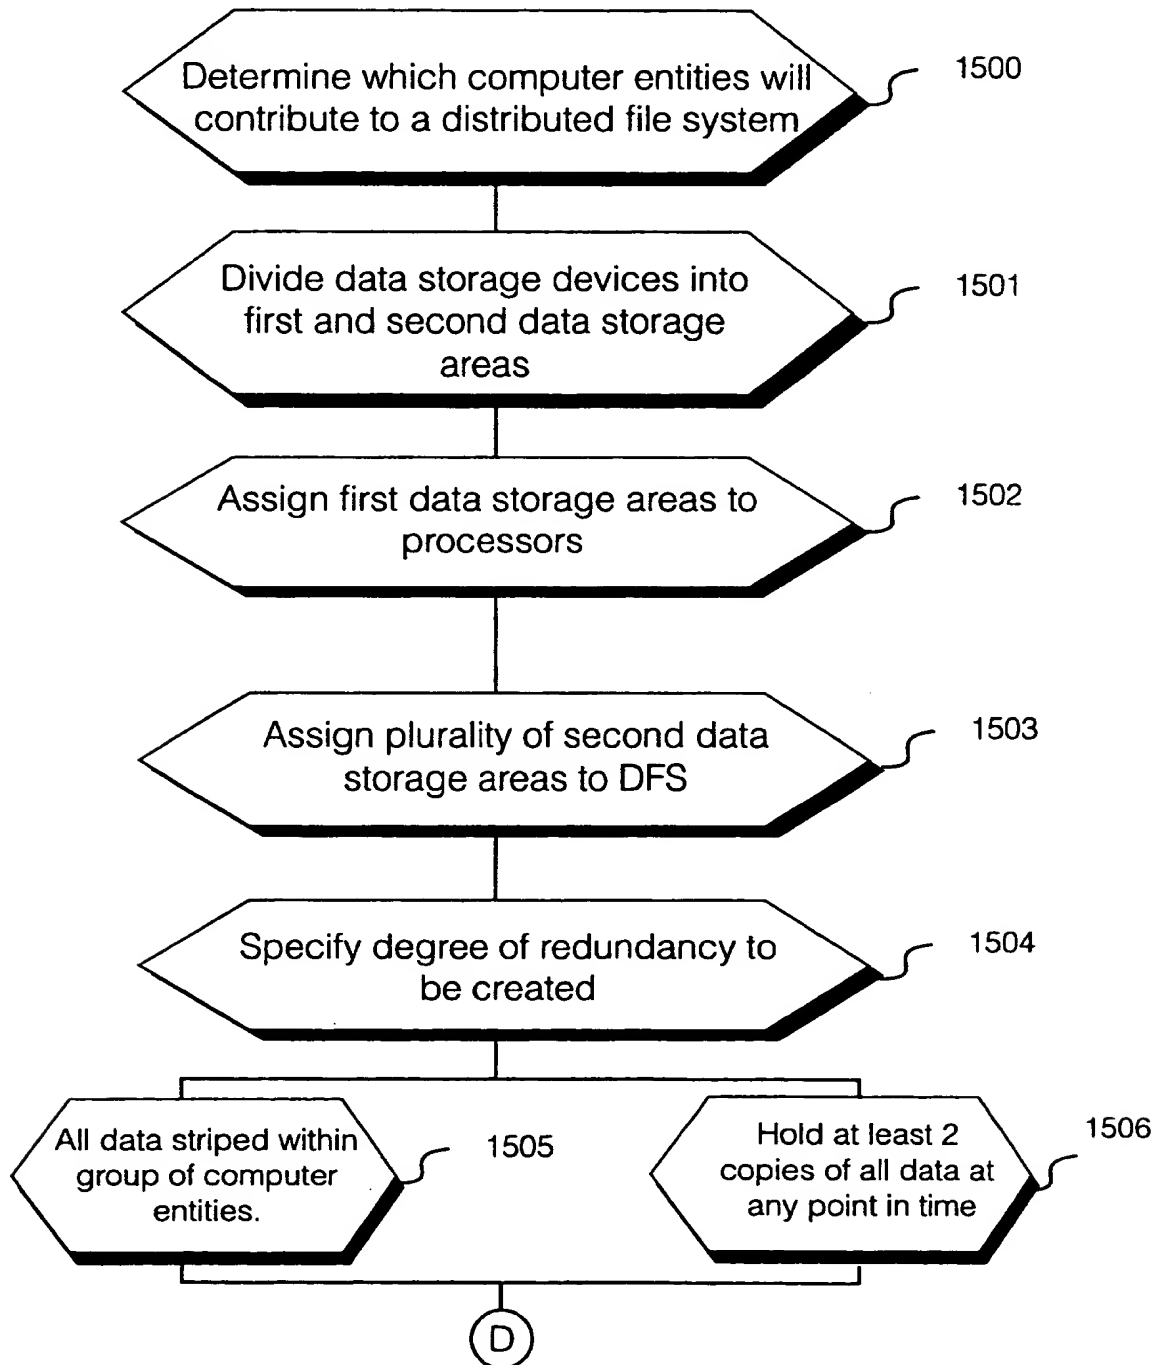 Determine which computer entities will
contribute to a distributed file system
1500
Divide data storage devices into
first and second data storage
areas
1501
Assign first data storage areas to
processors
1502
Assign plurality of second data
storage areas to DFS
1503
Specify degree of redundancy to
be created
1504
All data striped within
group of computer
entities.
1505
Hold at least 2
copies of all data at
any point in time
1506
D